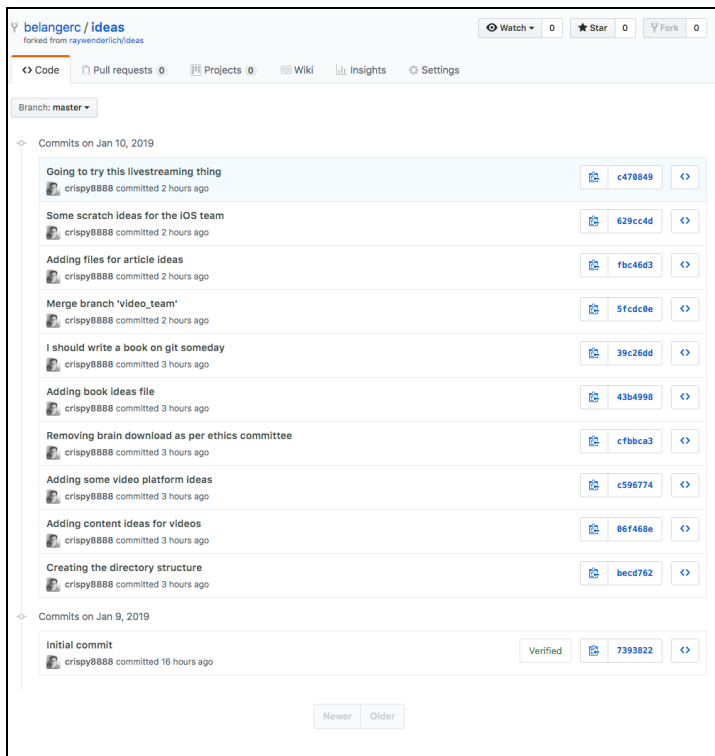 belangerc / ideas
forked from raywenderlich/ideas
Watch 0 Star 0 Fork 0
Code Pull requests 0 Projects 0 Wiki Insights Settings
Branch: master
Commits on Jan 10, 2019
Going to try this livestreaming thing
crispy8888 committed 2 hours ago
c470849
Some scratch ideas for the iOS team
crispy8888 committed 2 hours ago
629cc4d
Adding files for article ideas
crispy8888 committed 2 hours ago
fbc46d3
Merge branch 'video_team'
crispy8888 committed 2 hours ago
5fcdc0e
I should write a book on git someday
crispy8888 committed 3 hours ago
39c26dd
Adding book ideas file
crispy8888 committed 3 hours ago
43b4998
Removing brain download as per ethics committee
crispy8888 committed 3 hours ago
cfbbca3
Adding some video platform ideas
crispy8888 committed 3 hours ago
c596774
Adding content ideas for videos
crispy8888 committed 3 hours ago
06f468e
Creating the directory structure
crispy8888 committed 3 hours ago
becd762
Commits on Jan 9, 2019
Initial commit
crispy8888 committed 16 hours ago
Verified 7393822
Newer Older